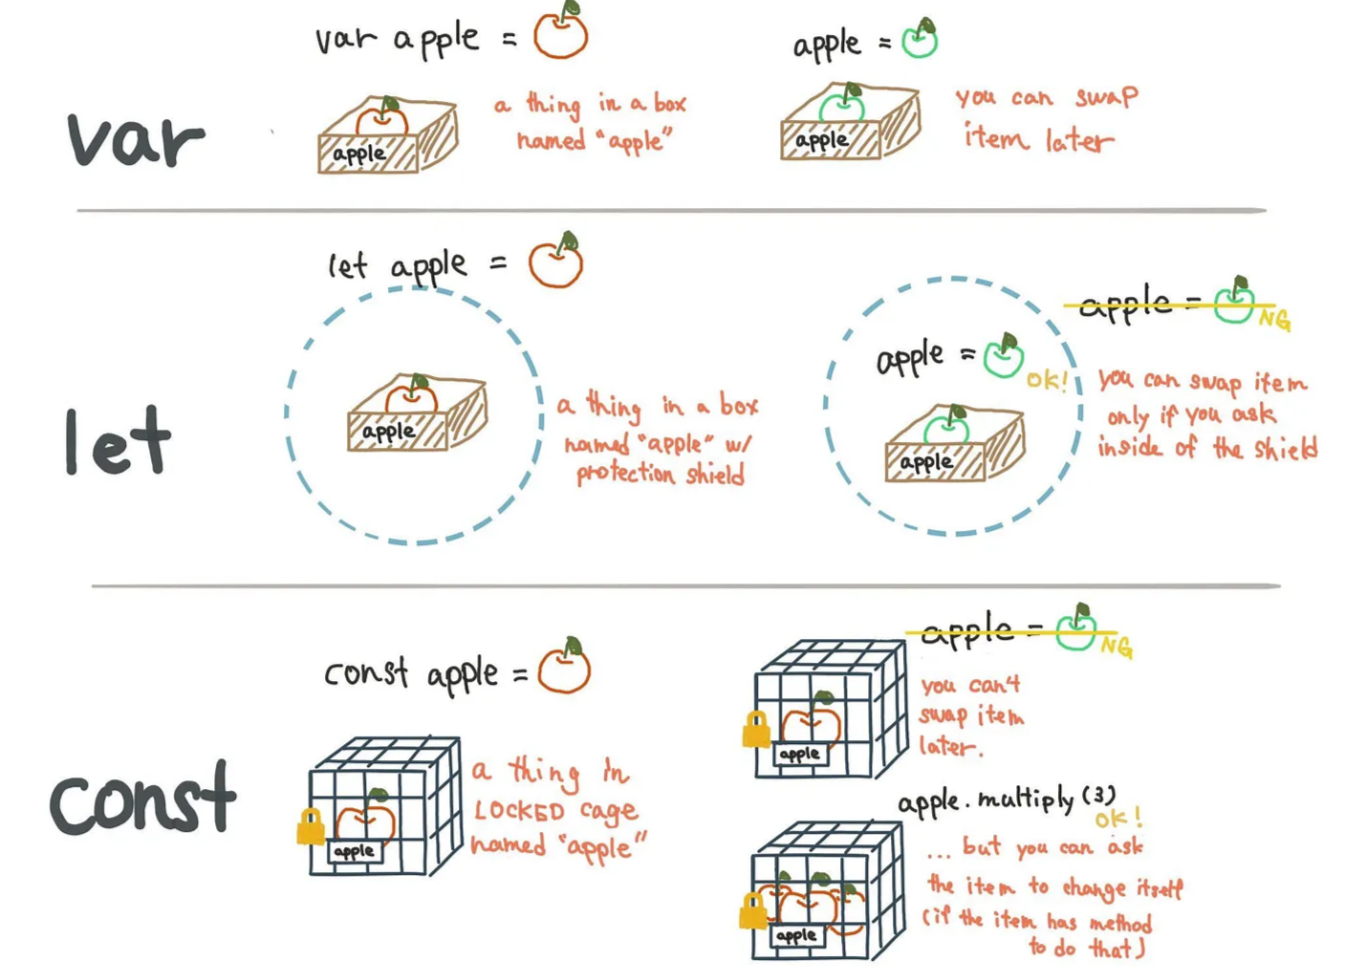 var
var apple =
apple
a thing in a box
named "apple"
apple =
apple
you can swap
item later
let
let apple =
apple
a thing in a box
named "apple" w/
protection shield
apple =
ok!
apple
apple =
NG
you can swap item
only if you ask
inside of the shield
const
const apple =
apple
a thing in
LOCKED cage
named "apple"
apple =
NG
apple
you can't
swap item
later.
apple.multiply(3)
ok!
apple
... but you can ask
the item to change itself
(if the item has method
to do that)